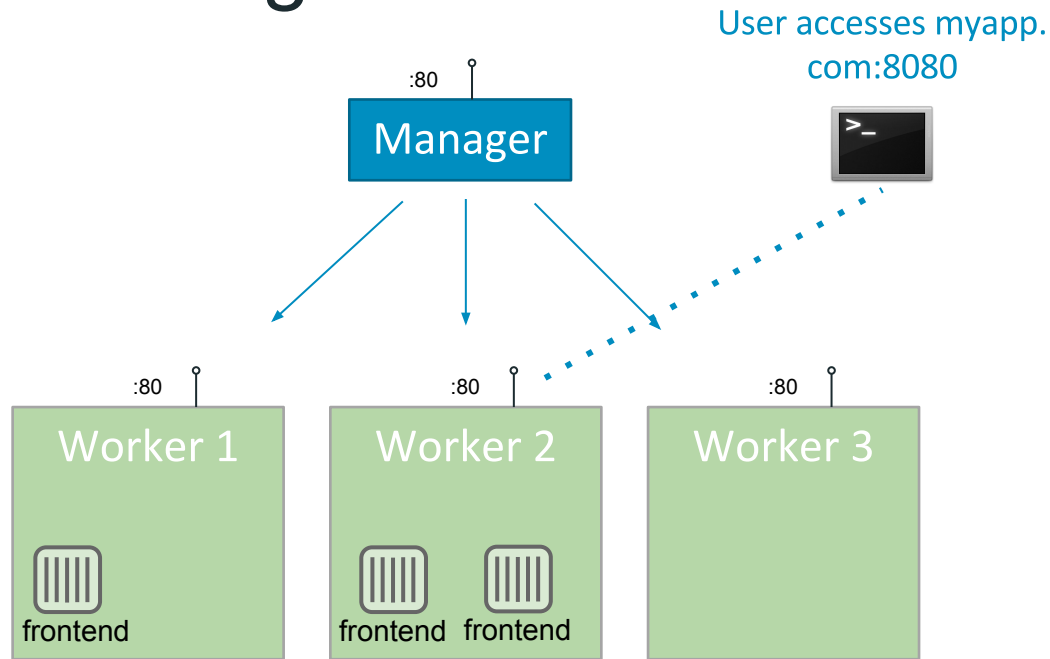 User accesses myapp.
com:8080
:80
Manager
>_
:80
:80
:80
Worker 1
Worker 2
Worker 3
frontend
frontend
frontend